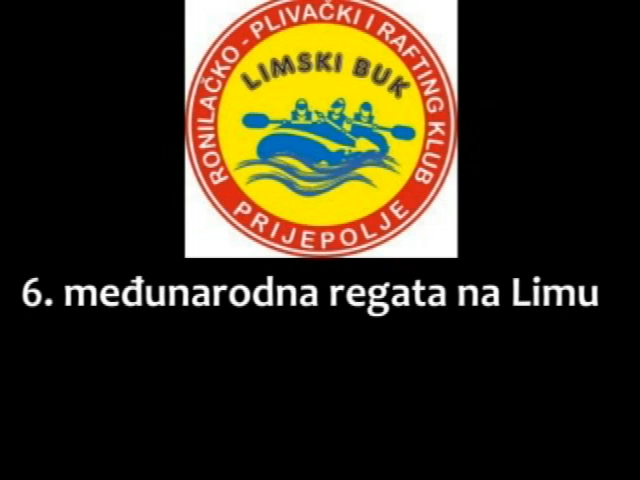 RONILAČKO - PLIVAČKI I RAFTING KLUB
LIMSKI BUK
PRIJEPOLJE
6. međunarodna regata na Limu